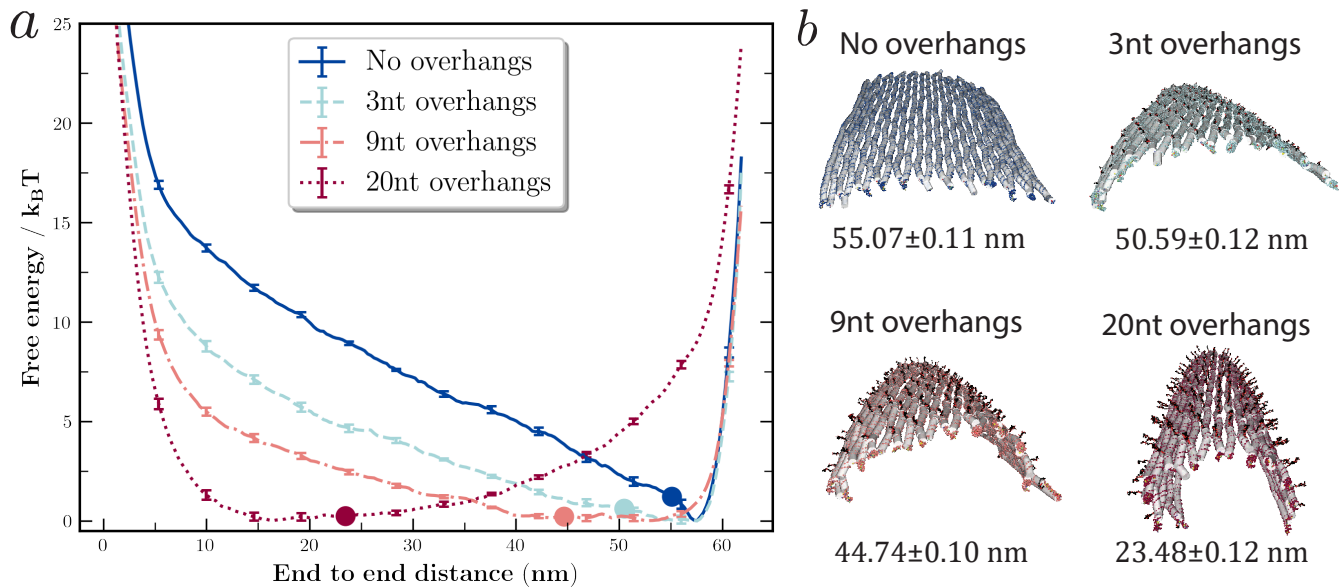 a
25
20
15
10
5
0
Free energy / kBT
No overhangs
3nt overhangs
9nt overhangs
20nt overhangs
0 10 20 30 40 50 60
End to end distance (nm)
b
No overhangs 3nt overhangs
55.07±0.11 nm 50.59±0.12 nm
9nt overhangs 20nt overhangs
44.74±0.10 nm 23.48±0.12 nm